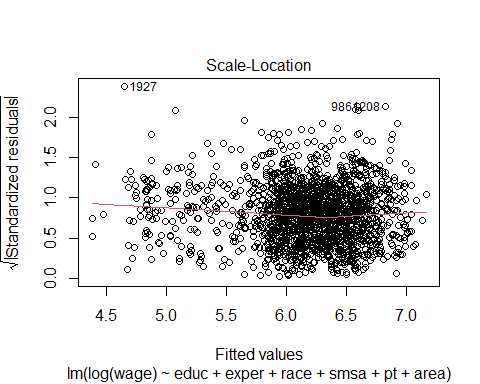 Scale-Location
√|Standardized residuals|
2.0
1.5
1.0
0.5
0.0
1927
986
1208
4.5 5.0 5.5 6.0 6.5 7.0
Fitted values
lm(log(wage) ~ educ + exper + race + smsa + pt + area)